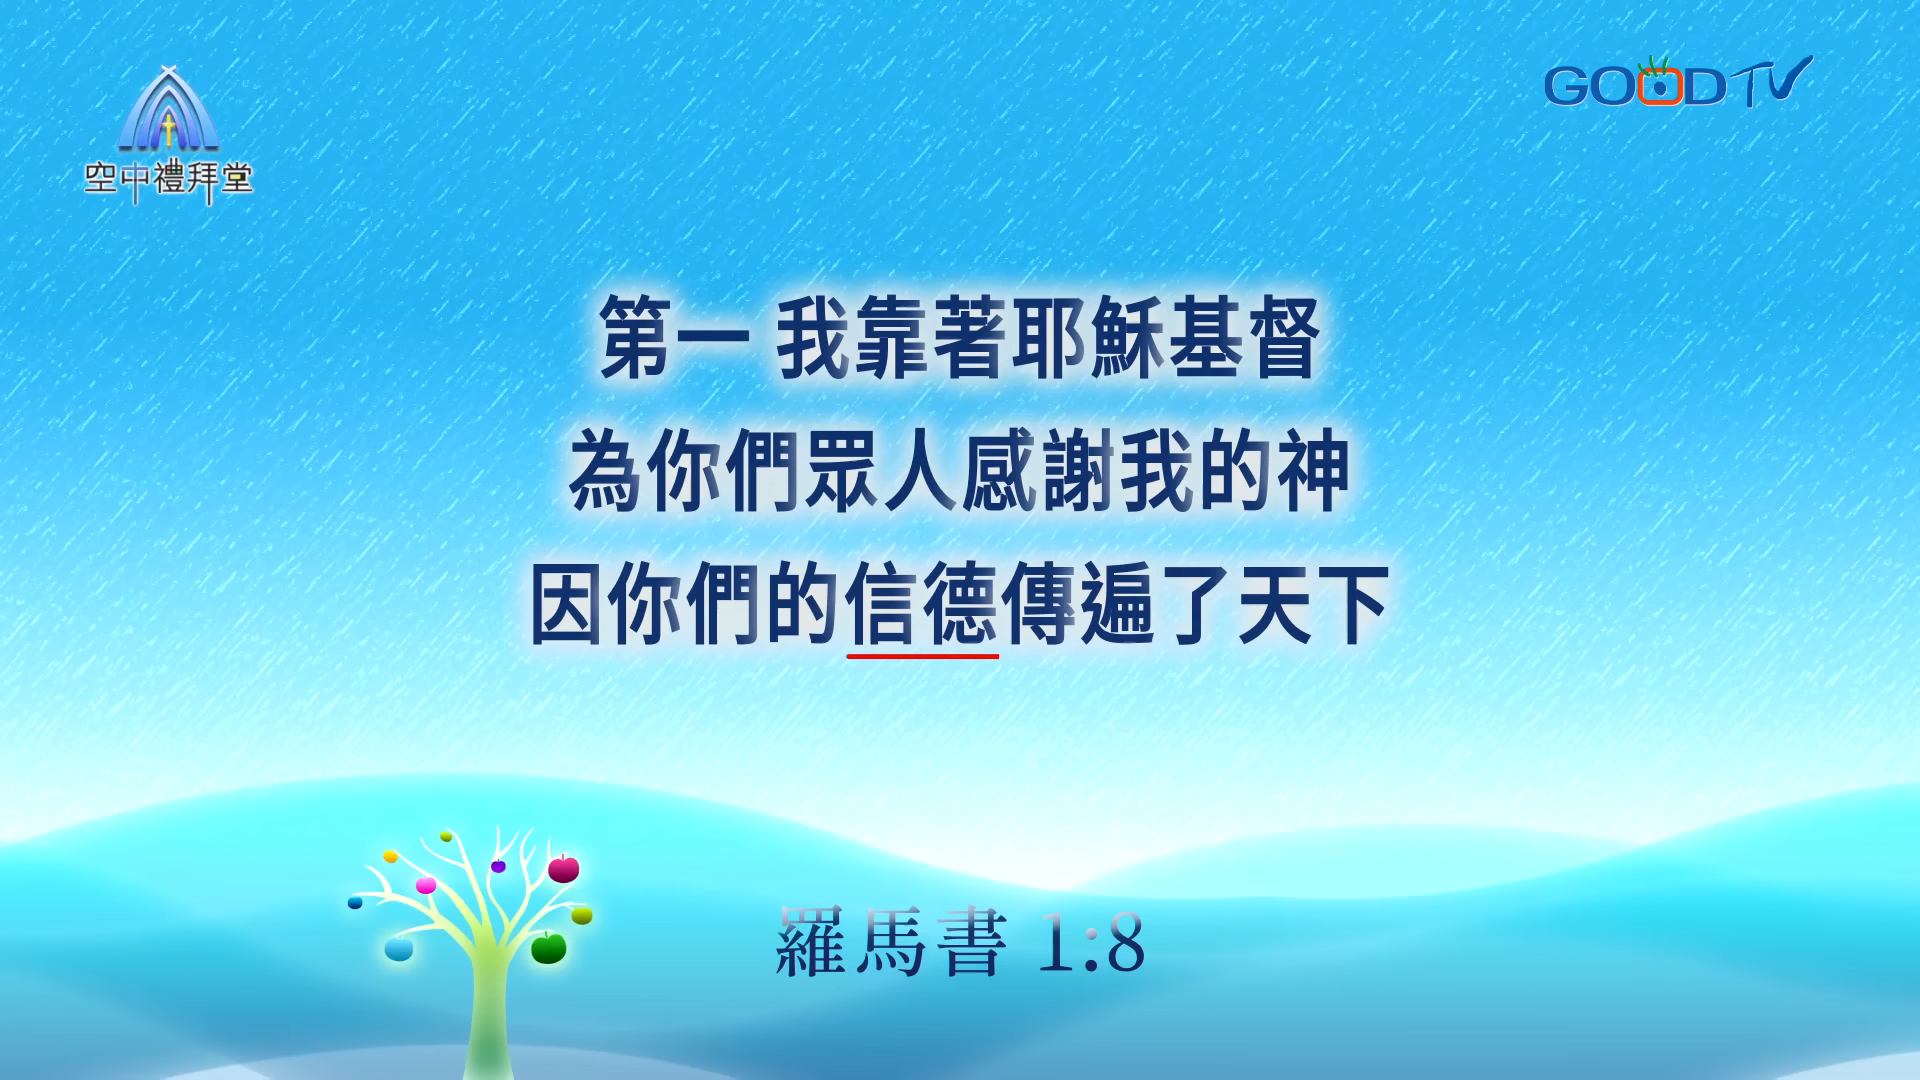 空中禮拜堂
GOODTV
第一 我靠著耶穌基督
為你們眾人感謝我的神
因你們的信德傳遍了天下
羅馬書 1:8